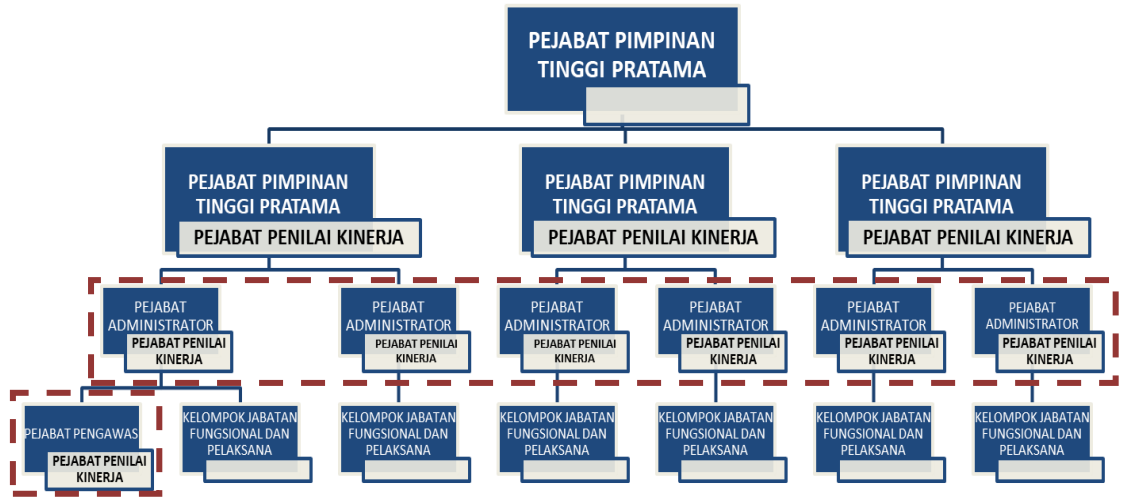 PEJABAT PIMPINAN
TINGGI PRATAMA
PEJABAT PIMPINAN
TINGGI PRATAMA
PEJABAT PENILAI KINERJA
PEJABAT PIMPINAN
TINGGI PRATAMA
PEJABAT PENILAI KINERJA
PEJABAT PIMPINAN
TINGGI PRATAMA
PEJABAT PENILAI KINERJA
PEJABAT
ADMINISTRATOR
PEJABAT PENILAI
KINERJA
PEJABAT
ADMINISTRATOR
PEJABAT PENILAI
KINERJA
PEJABAT
ADMINISTRATOR
PEJABAT PENILAI
KINERJA
PEJABAT
ADMINISTRATOR
PEJABAT PENILAI
KINERJA
PEJABAT
ADMINISTRATOR
PEJABAT PENILAI
KINERJA
PEJABAT
ADMINISTRATOR
PEJABAT PENILAI
KINERJA
PEJABAT PENGAWAS
PEJABAT PENILAI
KINERJA
KELOMPOK JABATAN
FUNGSIONAL DAN
PELAKSANA
KELOMPOK JABATAN
FUNGSIONAL DAN
PELAKSANA
KELOMPOK JABATAN
FUNGSIONAL DAN
PELAKSANA
KELOMPOK JABATAN
FUNGSIONAL DAN
PELAKSANA
KELOMPOK JABATAN
FUNGSIONAL DAN
PELAKSANA
KELOMPOK JABATAN
FUNGSIONAL DAN
PELAKSANA